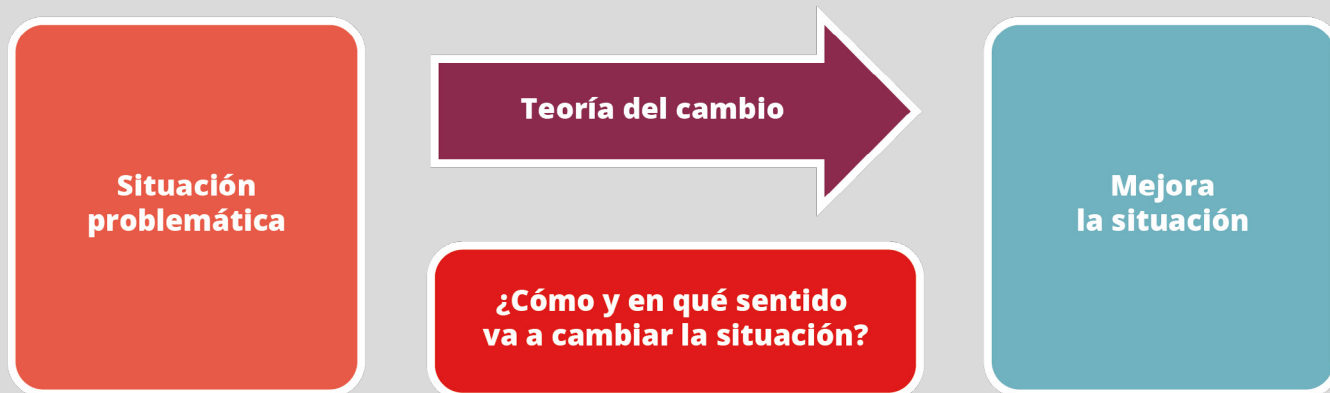 Situación
problemática
Teoría del cambio
¿Cómo y en qué sentido
va a cambiar la situación?
Mejora
la situación